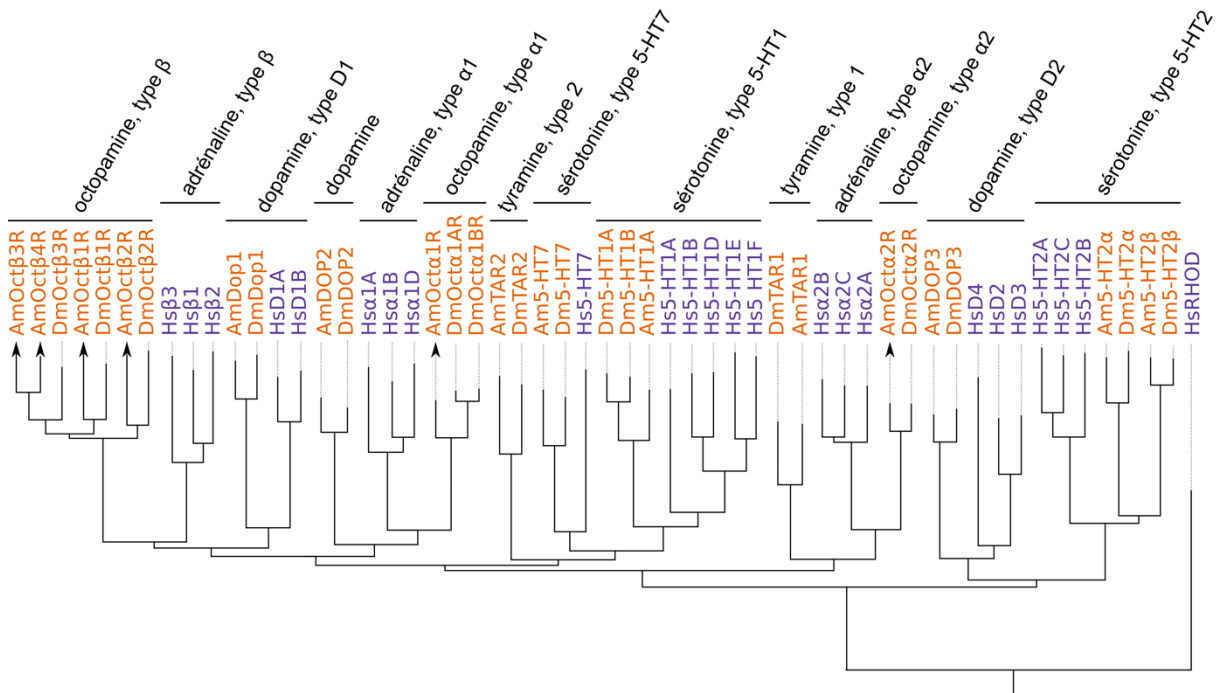 octopamine, type β
adrénaline, type β
dopamine, type D1
dopamine
adrénaline, type α1
octopamine, type α1
tyramine, type 2
sérotonine, type 5-HT7
sérotonine, type 5-HT1
tyramine, type 1
adrénaline, type α2
octopamine, type α2
dopamine, type D2
sérotonine, type 5-HT2
AmOctβ3R
AmOctβ4R
DmOctβ3R
AmOctβ1R
DmOctβ1R
AmOctβ2R
DmOctβ2R
Hsβ3
Hsβ1
Hsβ2
AmDop1
DmDop1
HsD1A
HsD1B
AmDOP2
DmDOP2
Hsα1A
Hsα1B
Hsα1D
AmOctα1R
DmOctα1AR
DmOctα1BR
AmTAR2
DmTAR2
Am5-HT7
Dm5-HT7
Hs5-HT7
Dm5-HT1A
Dm5-HT1B
Am5-HT1A
Hs5-HT1A
Hs5-HT1B
Hs5-HT1D
Hs5-HT1E
Hs5-HT1F
DmTAR1
AmTAR1
Hsα2B
Hsα2C
Hsα2A
AmOctα2R
DmOctα2R
AmDOP3
DmDOP3
HsD4
HsD2
HsD3
Hs5-HT2A
Hs5-HT2C
Hs5-HT2B
Am5-HT2α
Dm5-HT2α
Am5-HT2β
Dm5-HT2β
HsRHOD